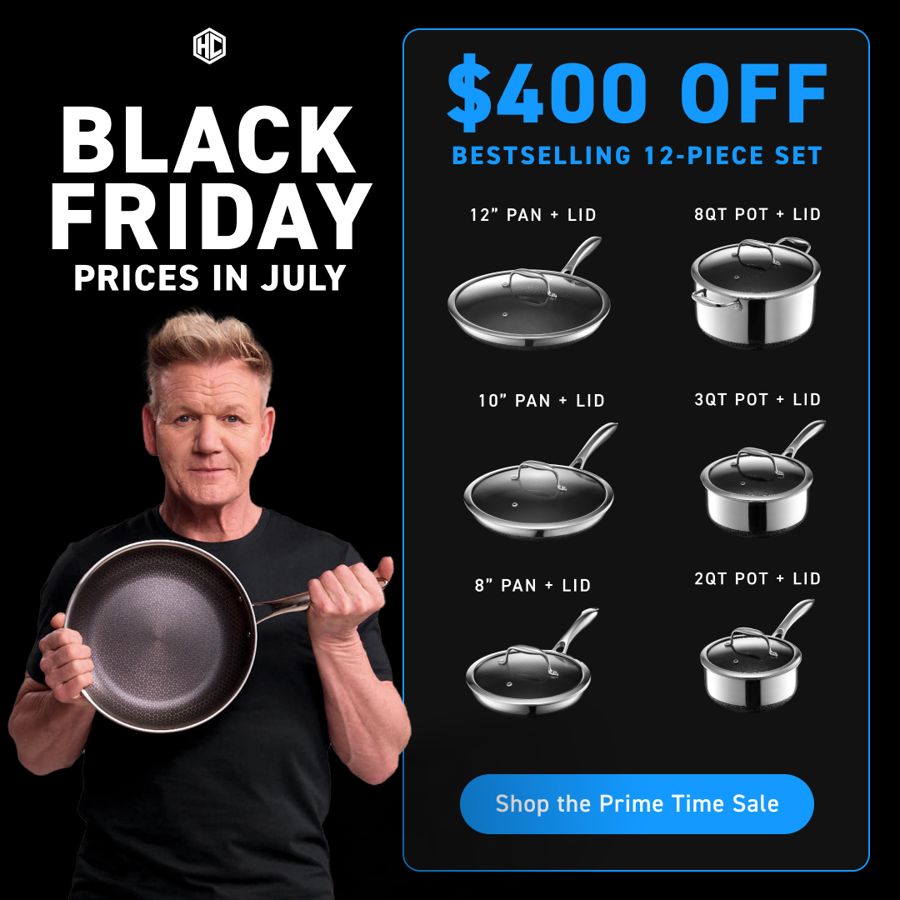 HC
BLACK
FRIDAY
PRICES IN JULY
$400 OFF
BESTSELLING 12-PIECE SET
12” PAN + LID
8QT POT + LID
10” PAN + LID
3QT POT + LID
8” PAN + LID
2QT POT + LID
Shop the Prime Time Sale